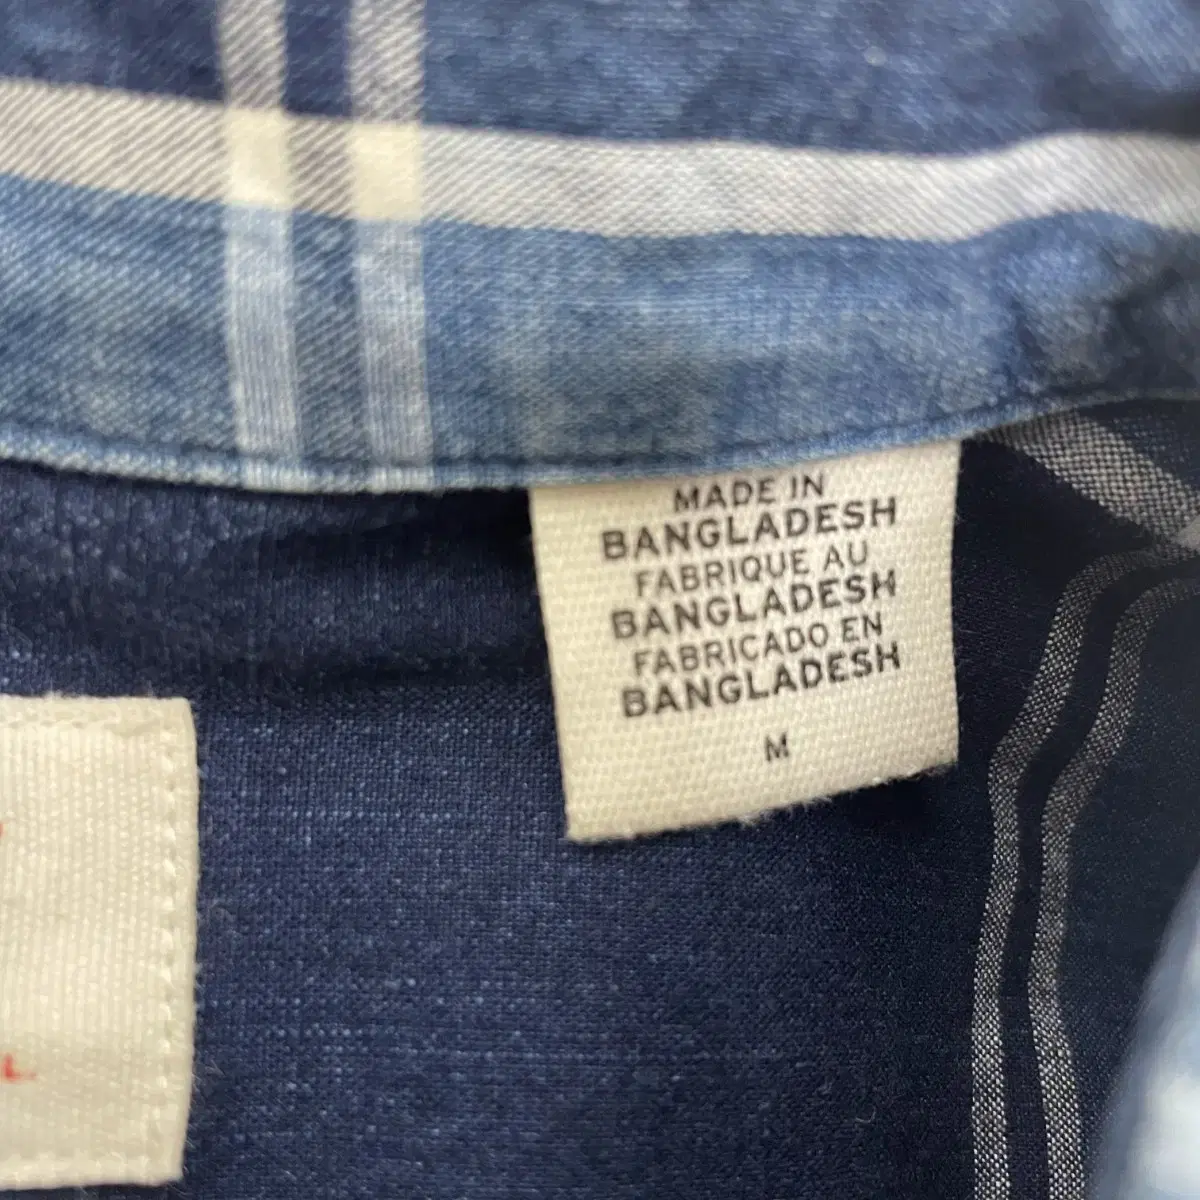 MADE IN
BANGLADESH
FABRIQUE AU
BANGLADESH
FABRICADO EN
BANGLADESH
M
L.